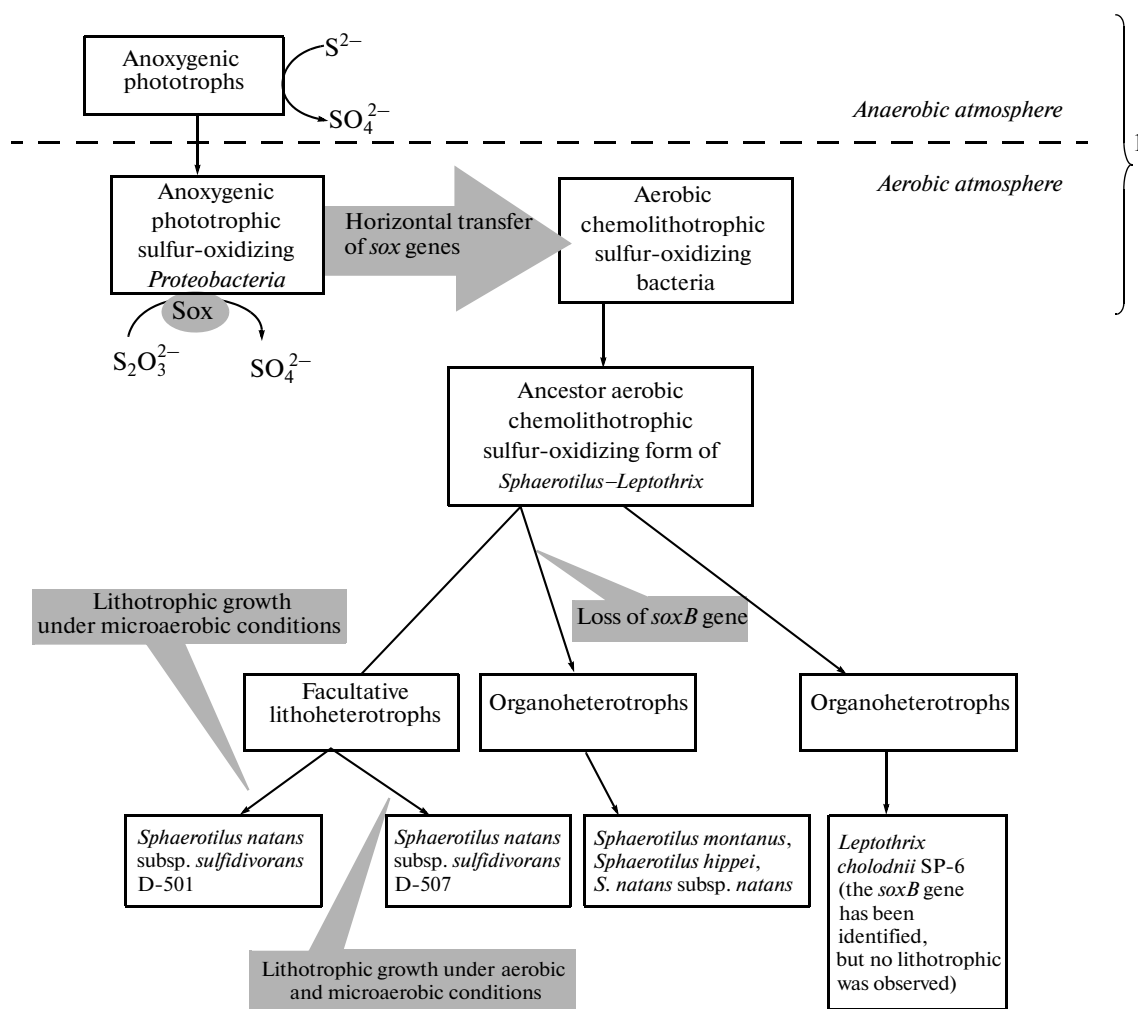 Anoxygenic
phototrophs
S²⁻
SO₄²⁻
Anaerobic atmosphere
1
Aerobic atmosphere
Anoxygenic
phototrophic
sulfur-oxidizing
Proteobacteria
Horizontal transfer
of sox genes
Aerobic
chemolithotrophic
sulfur-oxidizing
bacteria
Sox
S₂O₃²⁻
SO₄²⁻
Ancestor aerobic
chemolithotrophic
sulfur-oxidizing form of
Sphaerotilus–Leptothrix
Lithotrophic growth
under microaerobic conditions
Loss of soxB gene
Facultative
lithoheterotrophs
Organoheterotrophs
Organoheterotrophs
Sphaerotilus natans
subsp. sulfidivorans
D-501
Sphaerotilus natans
subsp. sulfidivorans
D-507
Sphaerotilus montanus,
Sphaerotilus hippei,
S. natans subsp. natans
Leptothrix
cholodnii SP-6
(the soxB gene
has been
identified,
but no lithotrophic
was observed)
Lithotrophic growth under aerobic
and microaerobic conditions